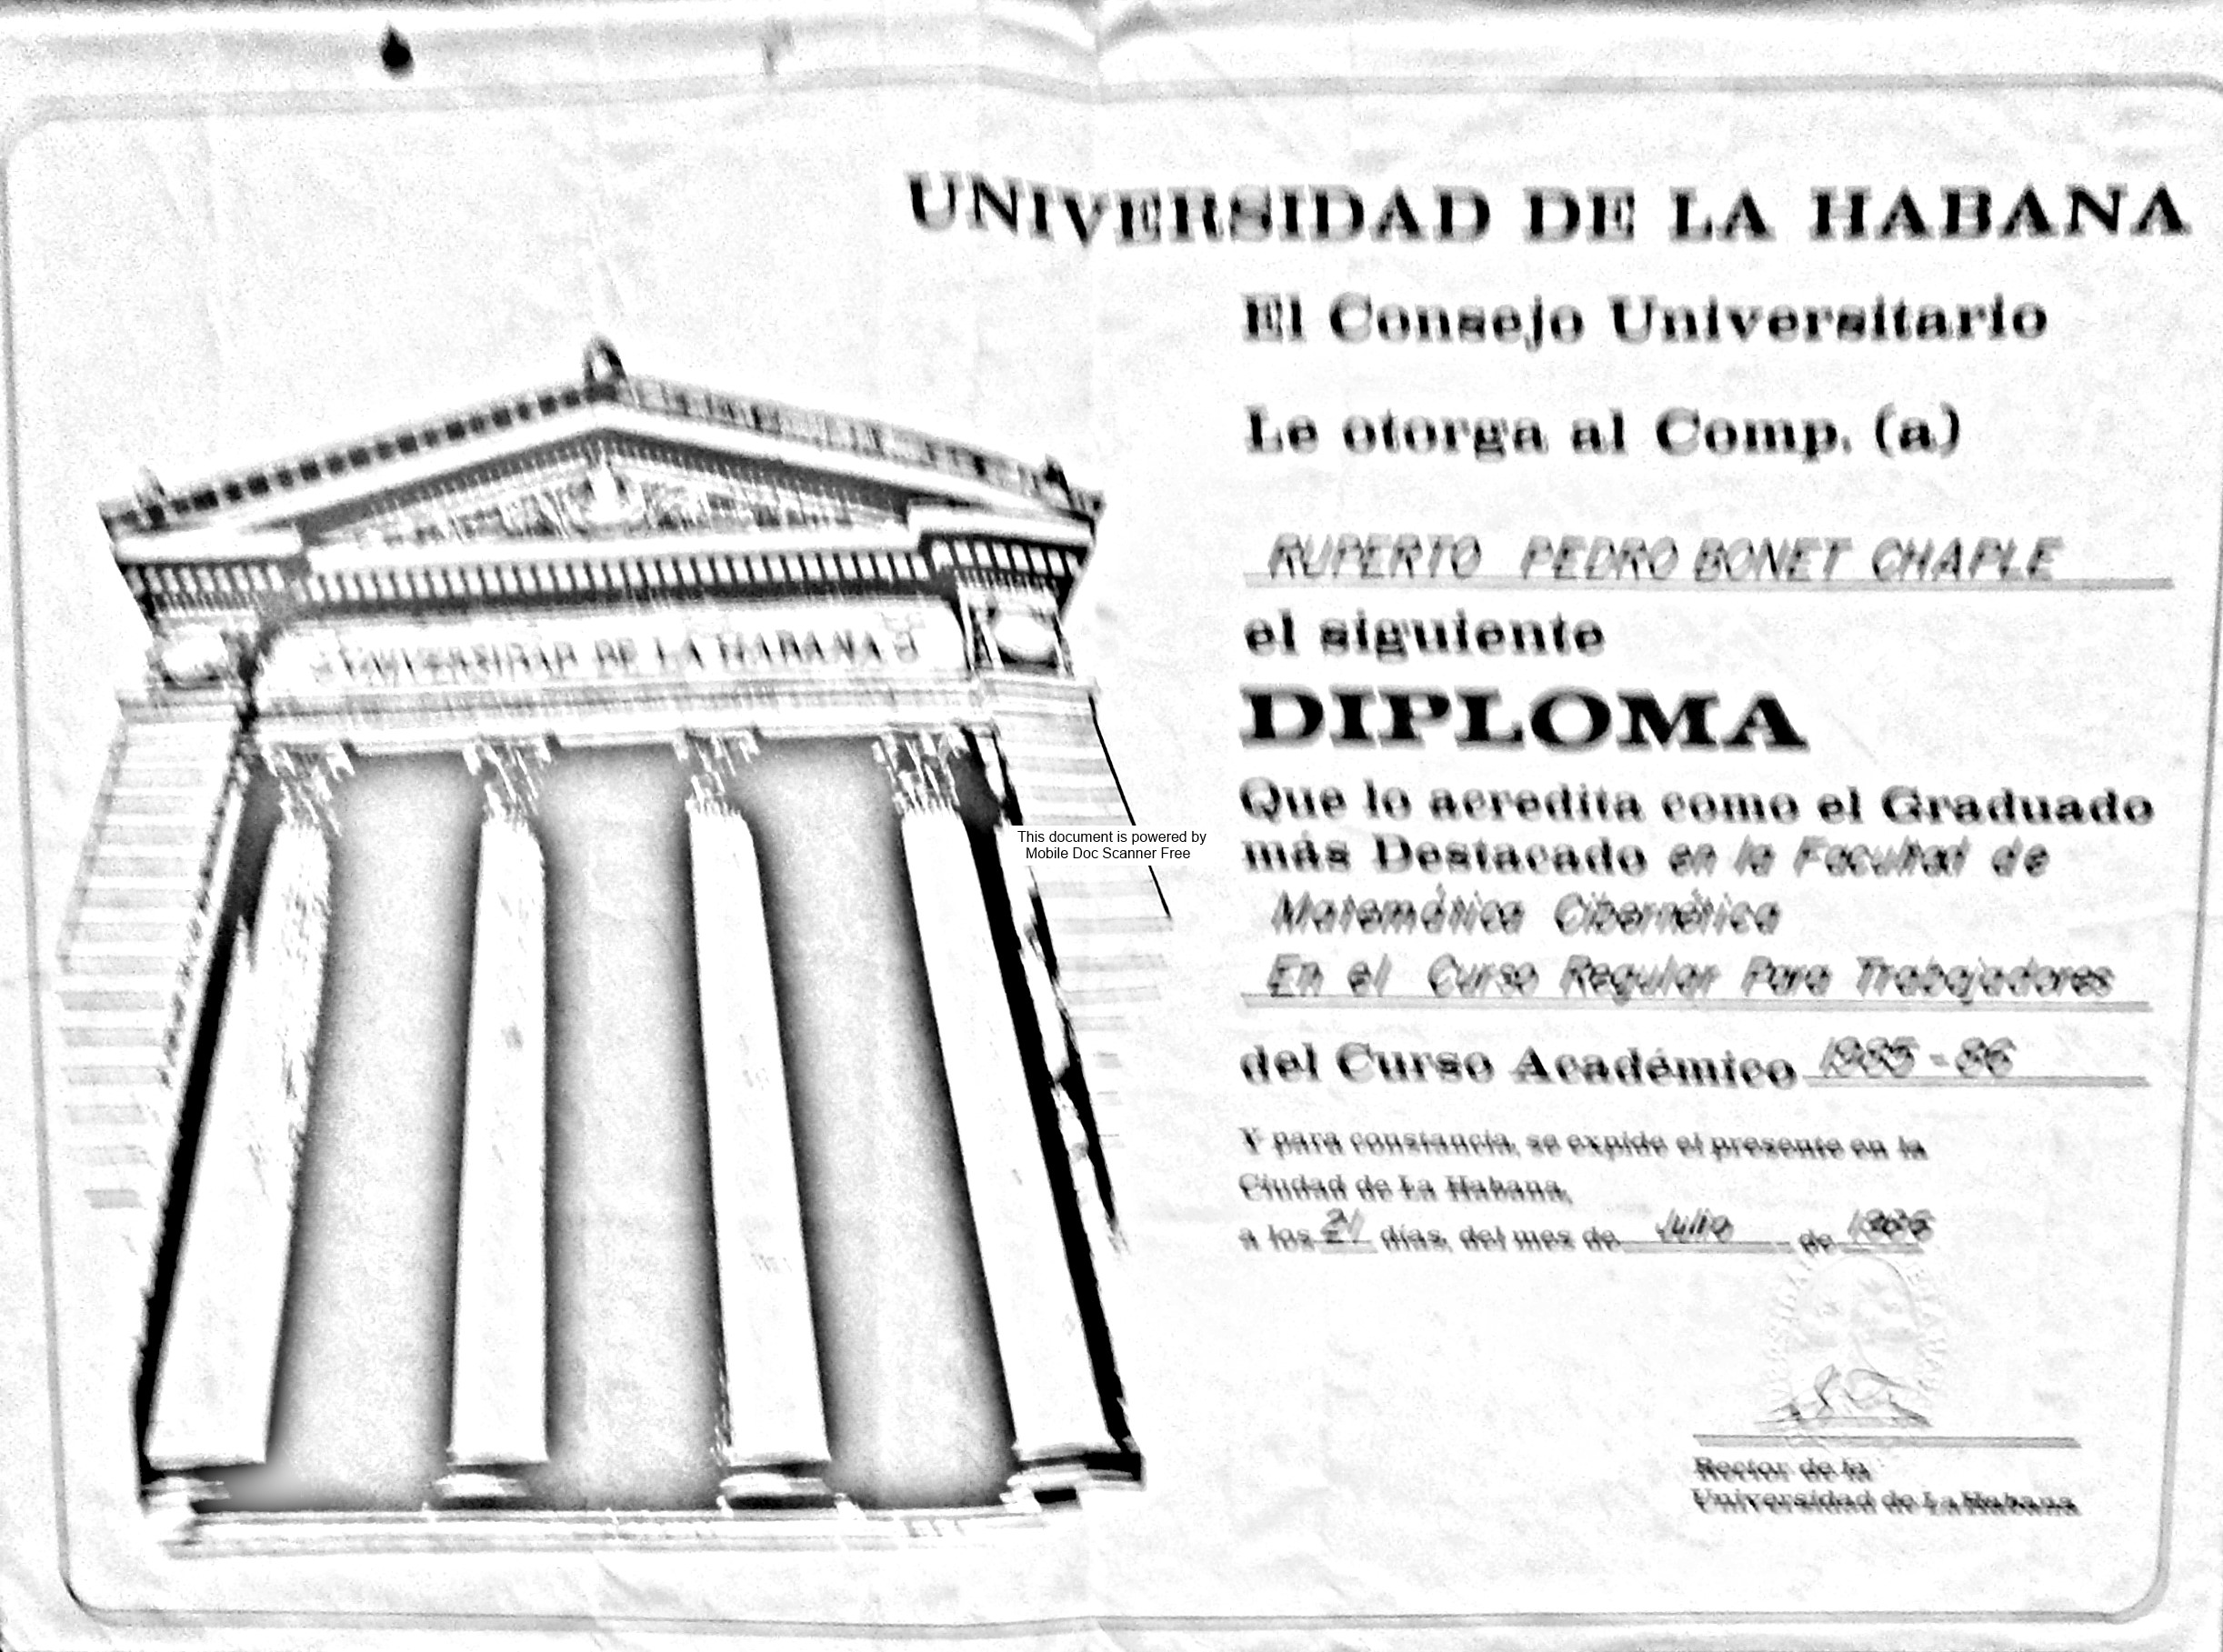 UNIVERSIDAD DE LA HABANA
El Consejo Universitario
Le otorga al Comp. (a)
RUPERTO PEDRO BONET CHAPLE
el siguiente
DIPLOMA
Que lo acredita como el Graduado
más Destacado en la Facultad de
Matemática Cibernética
En el Curso Regular Para Trabajadores
del Curso Académico 1985-86
Y para constancia, se expide el presente en la
Ciudad de La Habana,
a los 21 días, del mes de Julio de 1986
Rector de la
Universidad de La Habana
UNIVERSIDAD DE LA HABANA
This document is powered by
Mobile Doc Scanner Free